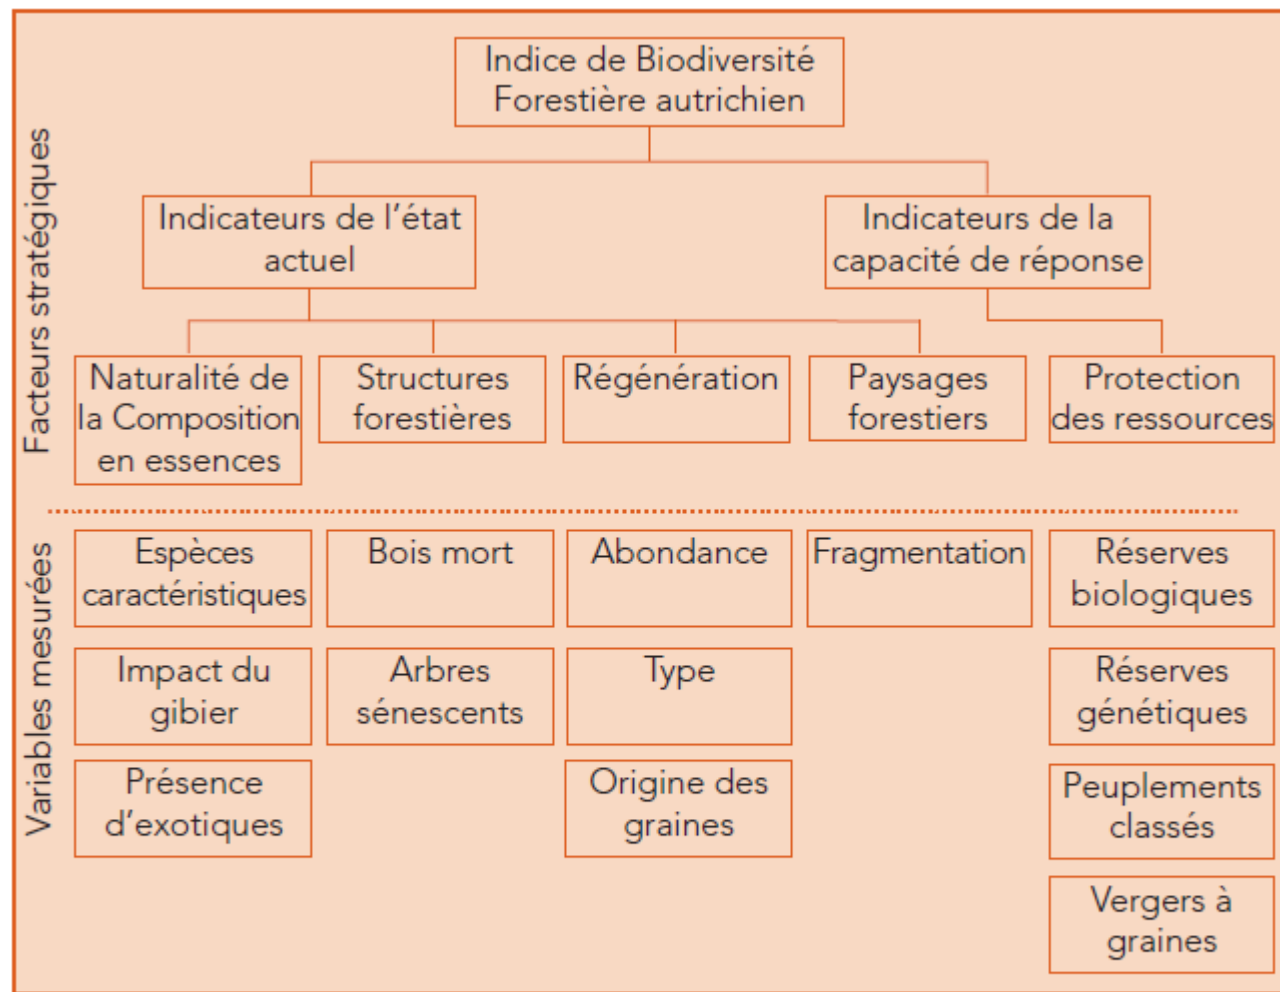 Indice de Biodiversité
Forestière autrichien
Facteurs stratégiques
Indicateurs de l'état
actuel
Indicateurs de la
capacité de réponse
Naturalité de
la Composition
en essences
Structures
forestières
Régénération
Paysages
forestiers
Protection
des ressources
Variables mesurées
Espèces
caractéristiques
Bois mort
Abondance
Fragmentation
Réserves
biologiques
Impact du
gibier
Arbres
sénescents
Type
Réserves
génétiques
Présence
d'exotiques
Origine des
graines
Peuplements
classés
Vergers à
graines